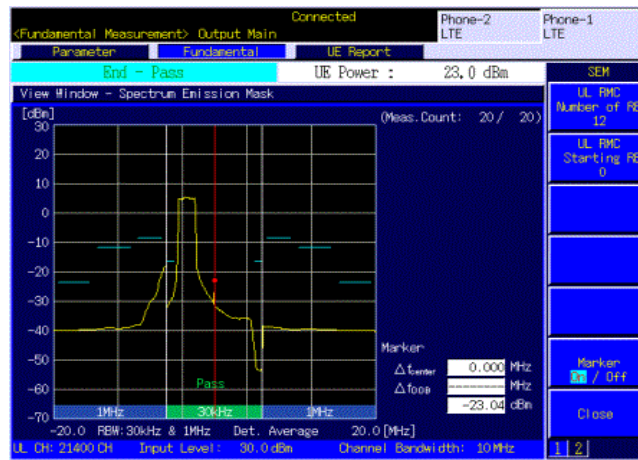 Connected
<Fundamental Measurement> Output Main
Phone-2
LTE
Phone-1
LTE
Parameter
Fundamental
UE Report
End - Pass
UE Power : 23.0 dBm
SEM
View Window - Spectrum Emission Mask
UL RMC
Number of RB
12
[dBm]
(Meas.Count: 20/ 20)
30
20
10
0
-10
-20
-30
-40
-50
-60
-70
UL RMC
Starting RB
0
Marker
Δfcenter 0.000 MHz
ΔfOOB ------- MHz
-23.04 dBm
Pass
1MHz 30kHz 1MHz
-20.0 RBW:30kHz & 1MHz Det. Average 20.0 [MHz]
Marker
On / Off
Close
UL CH: 21400 CH Input Level: 30.0 dBm Channel Bandwidth: 10 MHz
1 2